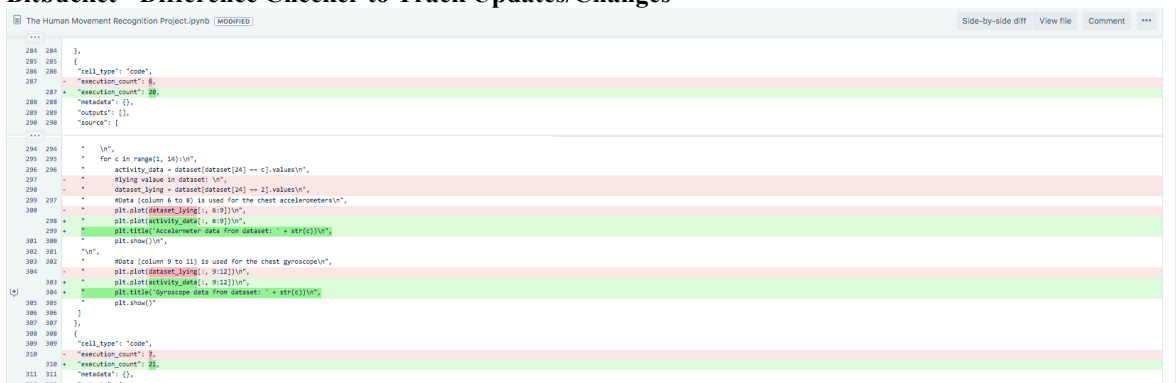 Bitbucket - Difference Checker to Track Updates/Changes
The Human Movement Recognition Project.ipynb MODIFIED Side-by-side diff View file Comment •••
...
284 284 },
285 285 {
286 286 "cell_type": "code",
287 - "execution_count": 6,
287 + "execution_count": 20,
288 288 "metadata": {},
289 289 "outputs": [],
290 290 "source": [
...
294 294 " \n",
295 295 " for c in range(1, 14):\n",
296 296 " activity_data = dataset[dataset[24] == c].values\n",
297 - " #lying valaue in dataset: \n",
298 - " dataset_lying = dataset[dataset[24] == 2].values\n",
299 297 " #Data (column 6 to 8) is used for the chest accelerometers\n",
300 - " plt.plot(dataset_lying[:, 6:9])\n",
298 + " plt.plot(activity_data[:, 6:9])\n",
299 + " plt.title('Accelermeter data from dataset: ' + str(c))\n",
301 300 " plt.show()\n",
302 301 "\n",
303 302 " #Data (column 9 to 11) is used for the chest gyroscope\n",
304 - " plt.plot(dataset_lying[:, 9:12])\n",
303 + " plt.plot(activity_data[:, 9:12])\n",
304 + " plt.title('Gyroscope data from dataset: ' + str(c))\n",
305 305 " plt.show()"
306 306 ]
307 307 },
308 308 {
309 309 "cell_type": "code",
310 - "execution_count": 7,
310 + "execution_count": 21,
311 311 "metadata": {},